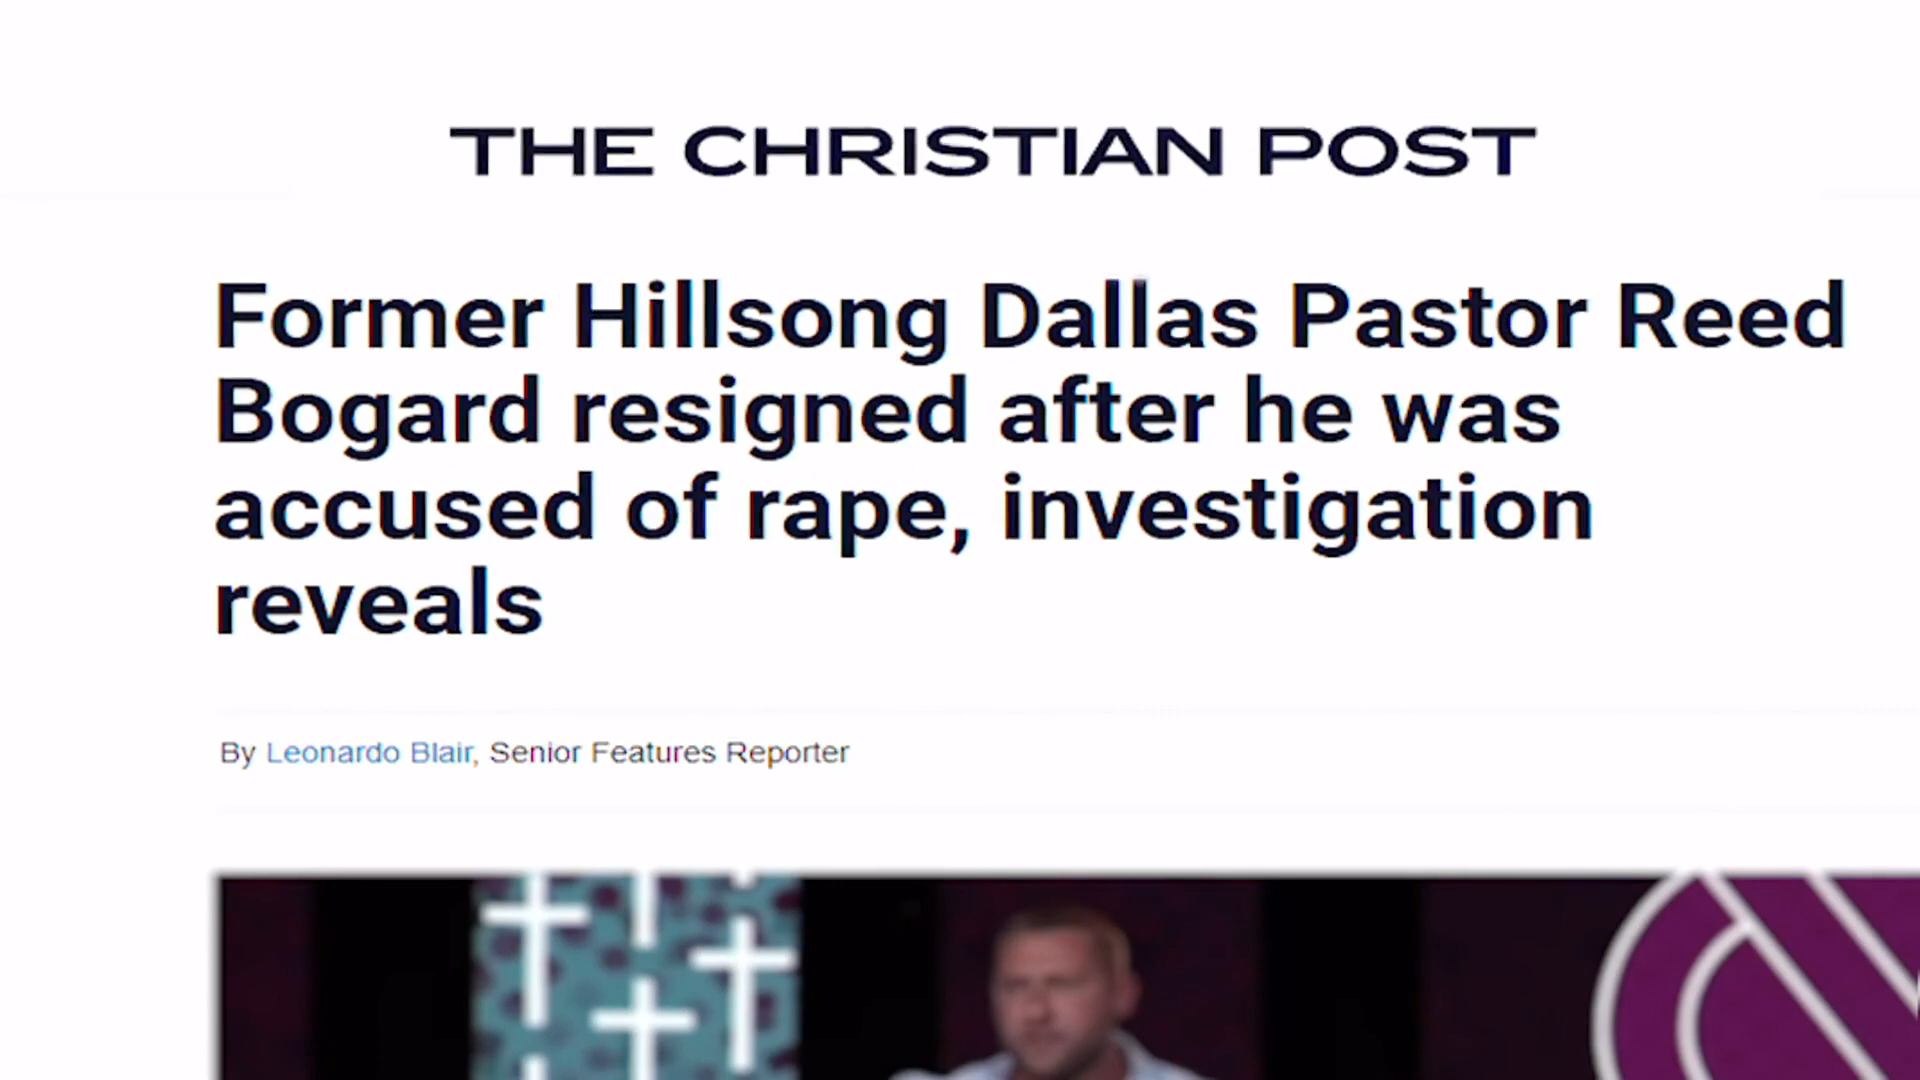 THE CHRISTIAN POST
Former Hillsong Dallas Pastor Reed
Bogard resigned after he was
accused of rape, investigation
reveals
By Leonardo Blair, Senior Features Reporter